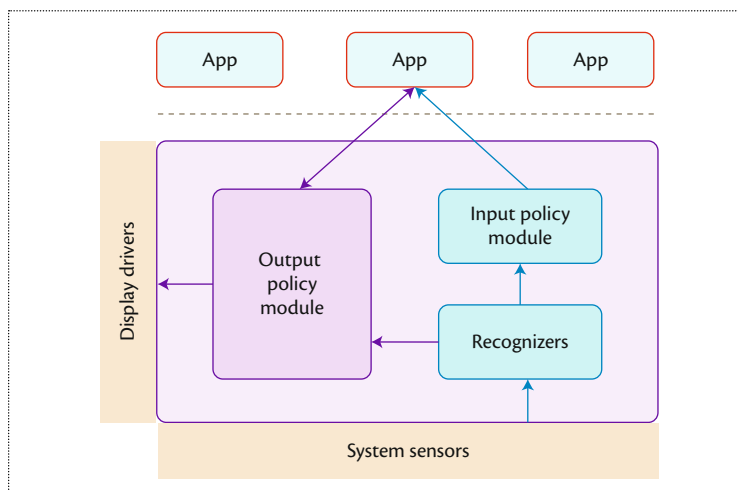 App
App
App
Display drivers
Output
policy
module
Input policy
module
Recognizers
System sensors